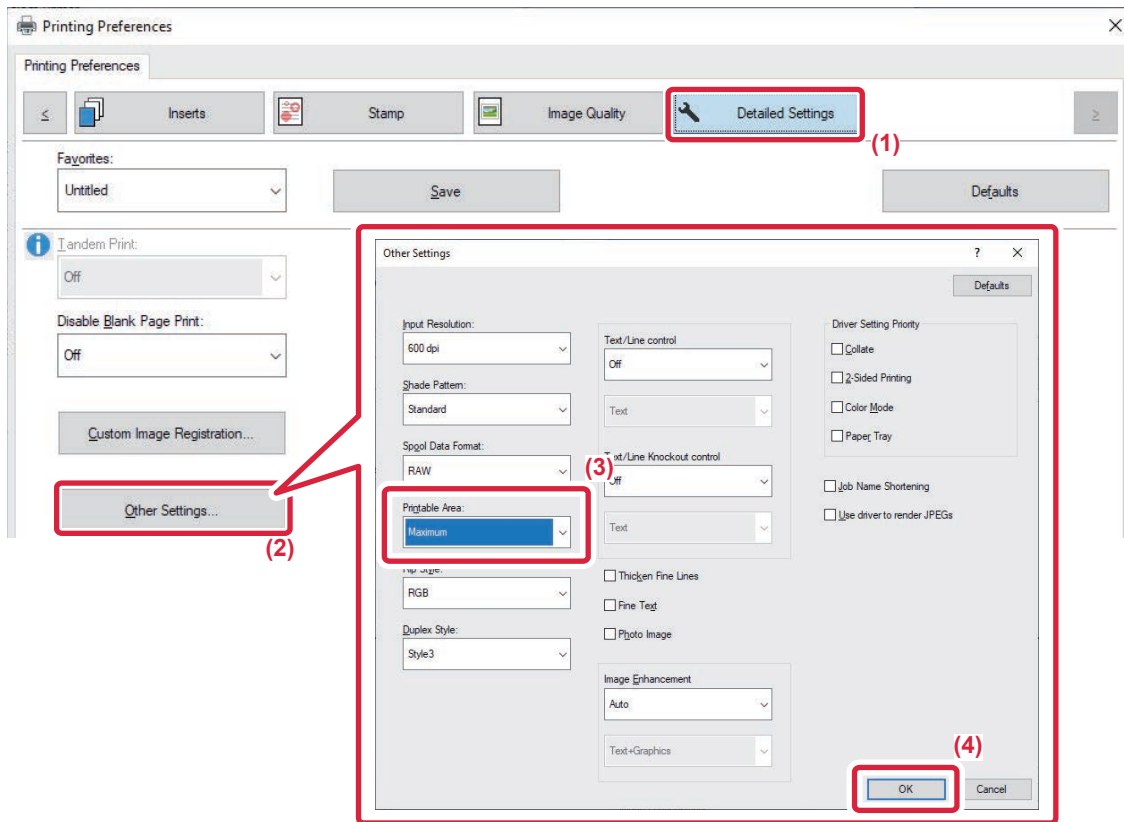 Printing Preferences
Printing Preferences
Inserts
Stamp
Image Quality
Detailed Settings
(1)
Favorites:
Untitled
Save
Defaults
Tandem Print:
Off
Disable Blank Page Print:
Off
Custom Image Registration...
Other Settings...
(2)
Other Settings
?
Defaults
Input Resolution:
600 dpi
Shade Pattern:
Standard
Spool Data Format:
RAW
(3)
Printable Area:
Maximum
Rip Style:
RGB
Duplex Style:
Style3
Text/Line control
Off
Text
Text/Line Knockout control
Off
Text
Thicken Fine Lines
Fine Text
Photo Image
Image Enhancement
Auto
Text+Graphics
Driver Setting Priority
Collate
2-Sided Printing
Color Mode
Paper Tray
Job Name Shortening
Use driver to render JPEGs
(4)
OK
Cancel